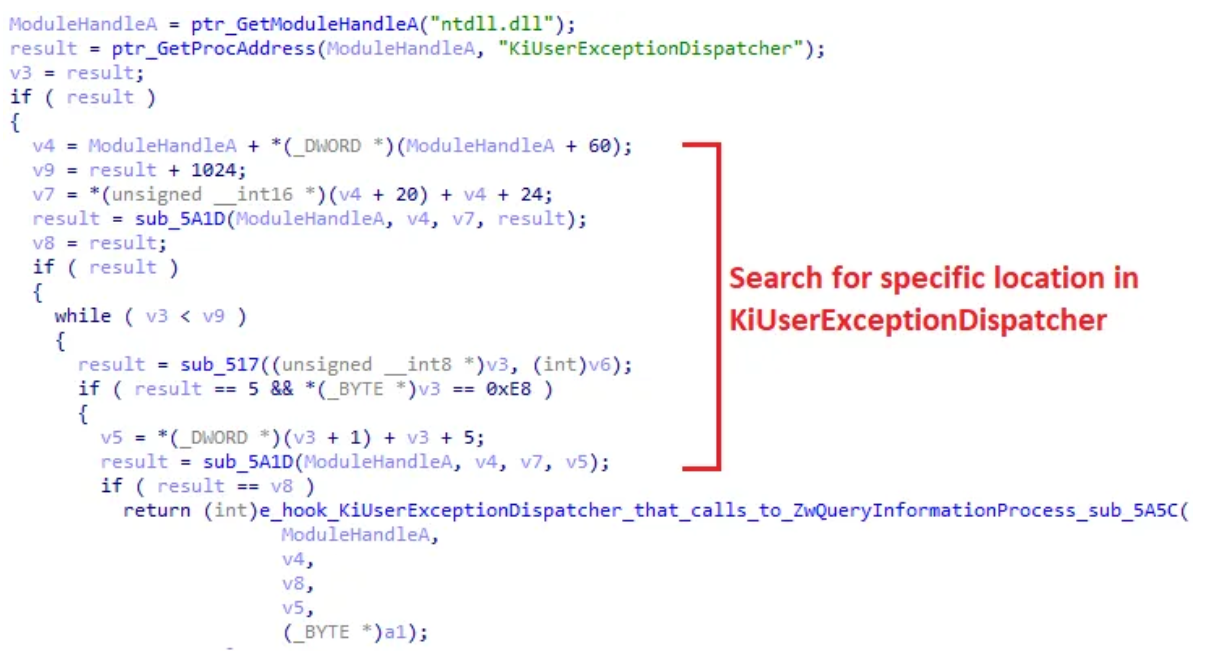 ModuleHandleA = ptr_GetModuleHandleA("ntdll.dll");
result = ptr_GetProcAddress(ModuleHandleA, "KiUserExceptionDispatcher");
v3 = result;
if ( result )
{
v4 = ModuleHandleA + *(_DWORD *)(ModuleHandleA + 60);
v9 = result + 1024;
v7 = *(unsigned __int16 *)(v4 + 20) + v4 + 24;
result = sub_5A1D(ModuleHandleA, v4, v7, result);
v8 = result;
if ( result )
{
while ( v3 < v9 )
{
result = sub_517((unsigned __int8 *)v3, (int)v6);
if ( result == 5 && *(_BYTE *)v3 == 0xE8 )
{
v5 = *(_DWORD *)(v3 + 1) + v3 + 5;
result = sub_5A1D(ModuleHandleA, v4, v7, v5);
if ( result == v8 )
return (int)e_hook_KiUserExceptionDispatcher_that_calls_to_ZwQueryInformationProcess_sub_5A5C(
ModuleHandleA,
v4,
v8,
v5,
(_BYTE *)a1);
Search for specific location in
KiUserExceptionDispatcher